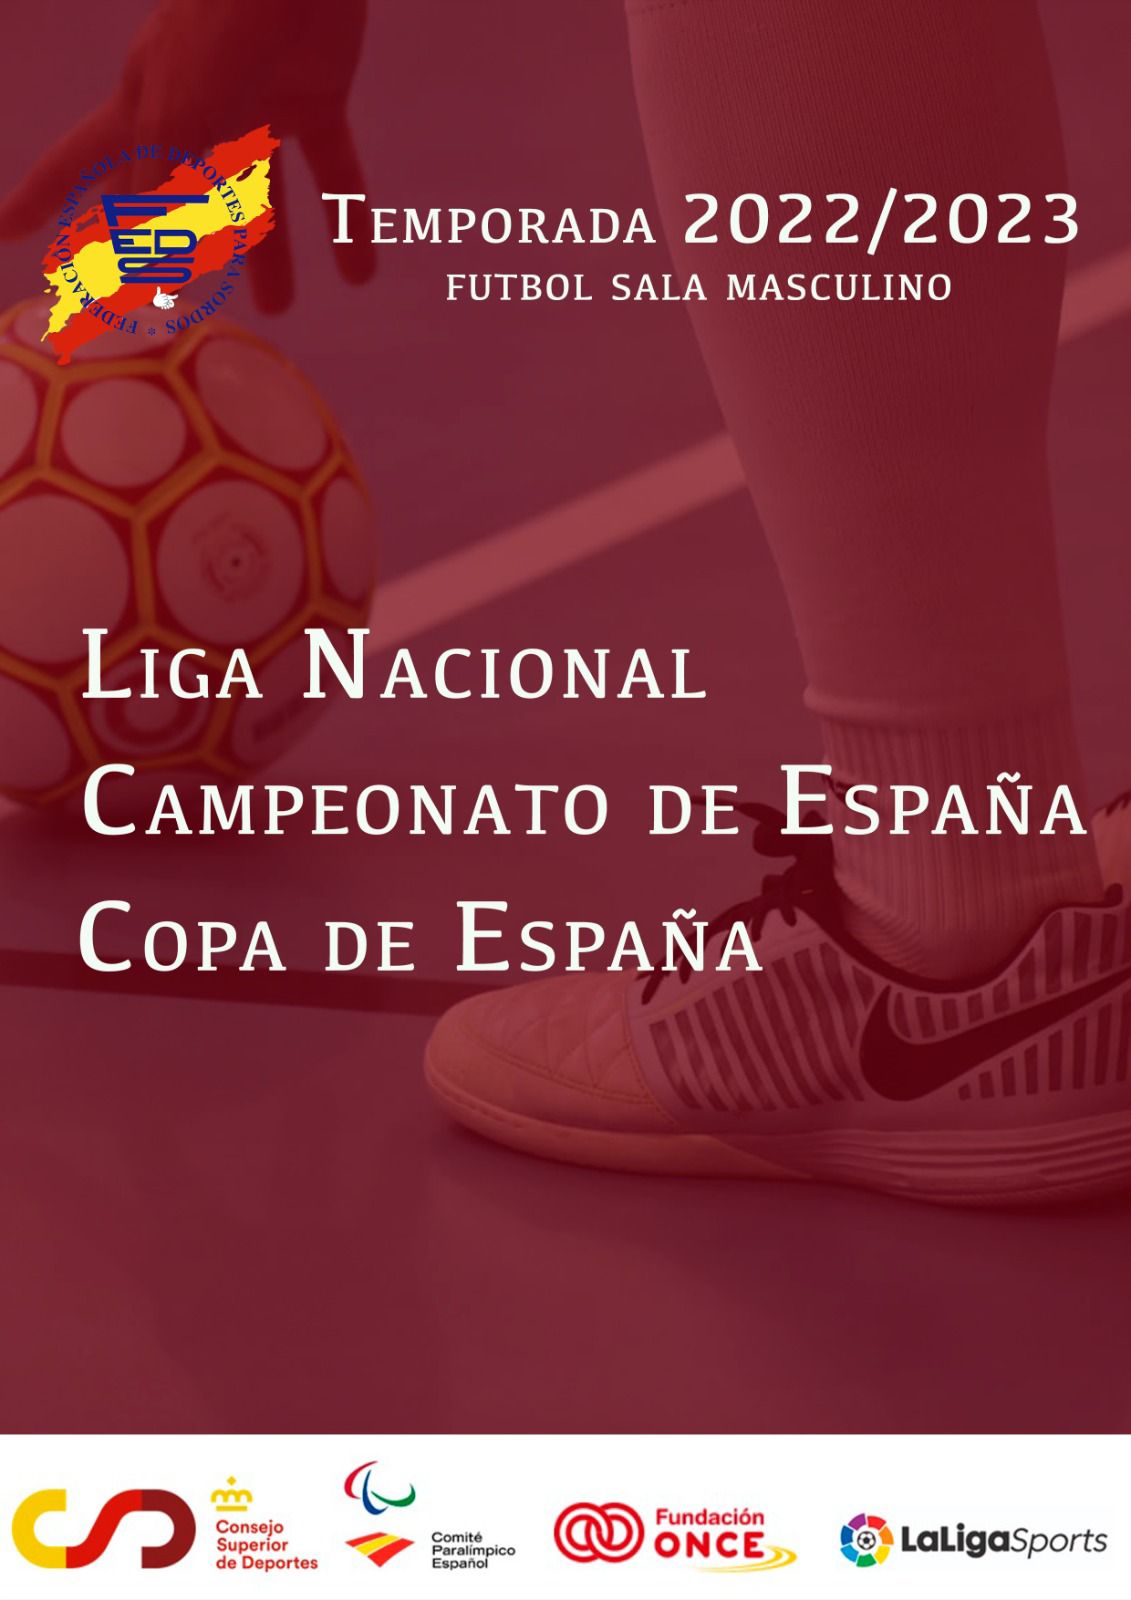 FEDERACIÓN ESPAÑOLA DE DEPORTES PARA SORDOS *
FEDS
TEMPORADA 2022/2023
FUTBOL SALA MASCULINO
LIGA NACIONAL
CAMPEONATO DE ESPAÑA
COPA DE ESPAÑA
Consejo
Superior
de Deportes
Comité
Paralímpico
Español
Fundación
ONCE
LaLigaSports